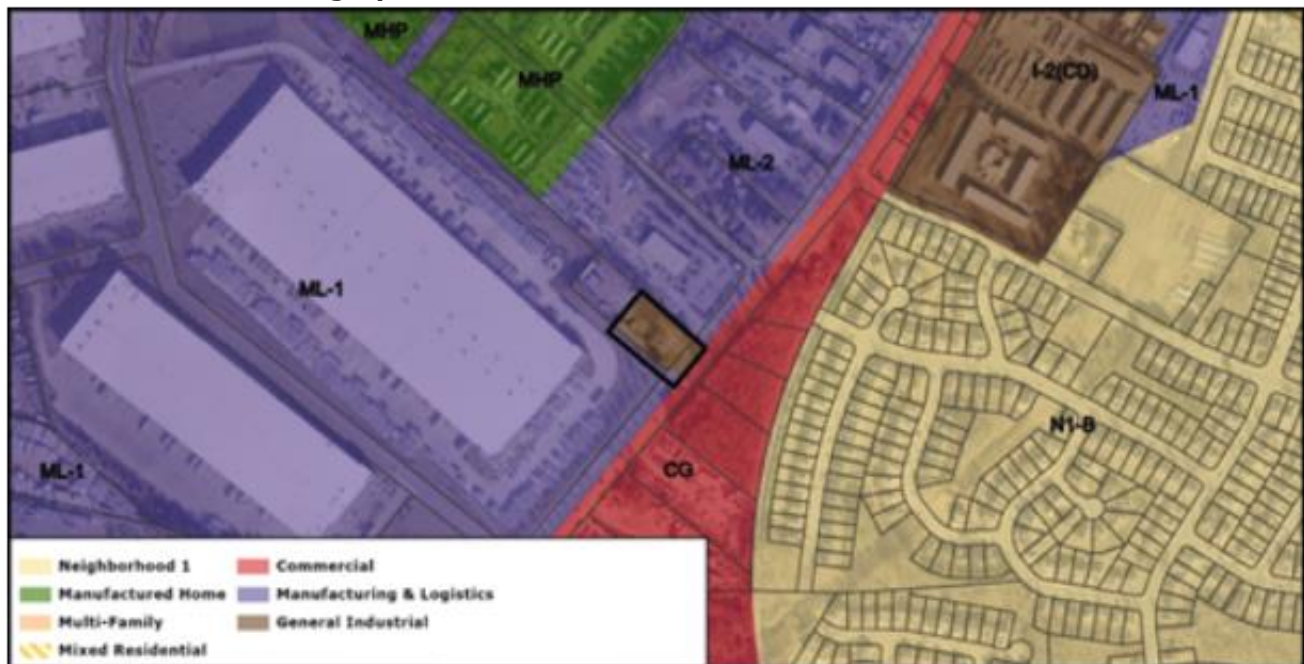 MHP
MHP
I-2(CD)
ML-1
ML-2
ML-1
N1-B
ML-1
CG
Neighborhood 1
Commercial
Manufactured Home
Manufacturing & Logistics
Multi-Family
General Industrial
Mixed Residential